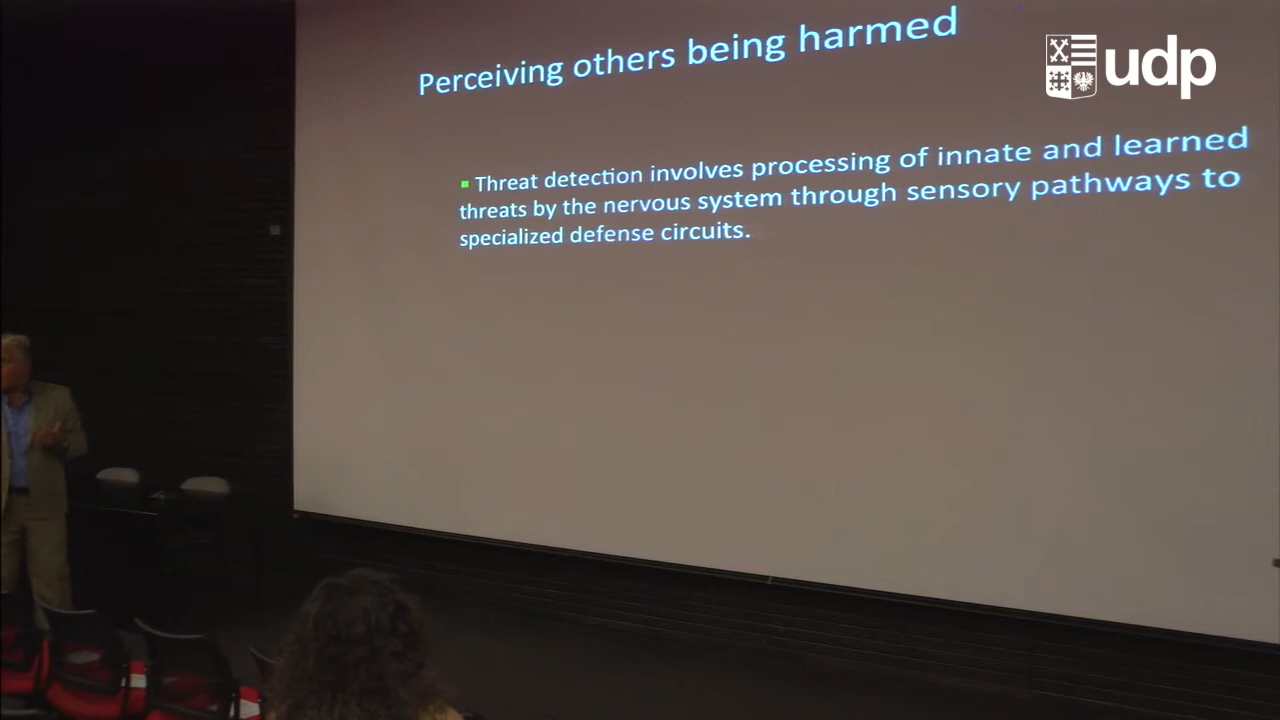 Perceiving others being harmed
udp
▪ Threat detection involves processing of innate and learned
threats by the nervous system through sensory pathways to
specialized defense circuits.